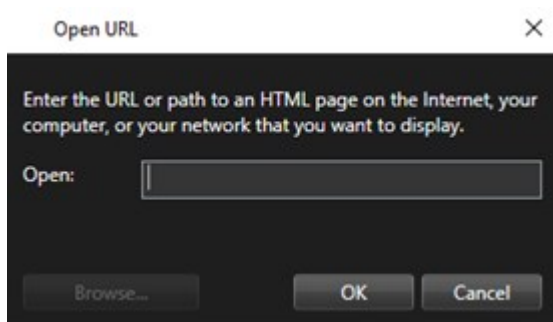 Open URL
Enter the URL or path to an HTML page on the Internet, your
computer, or your network that you want to display.
Open:
Browse...
OK
Cancel